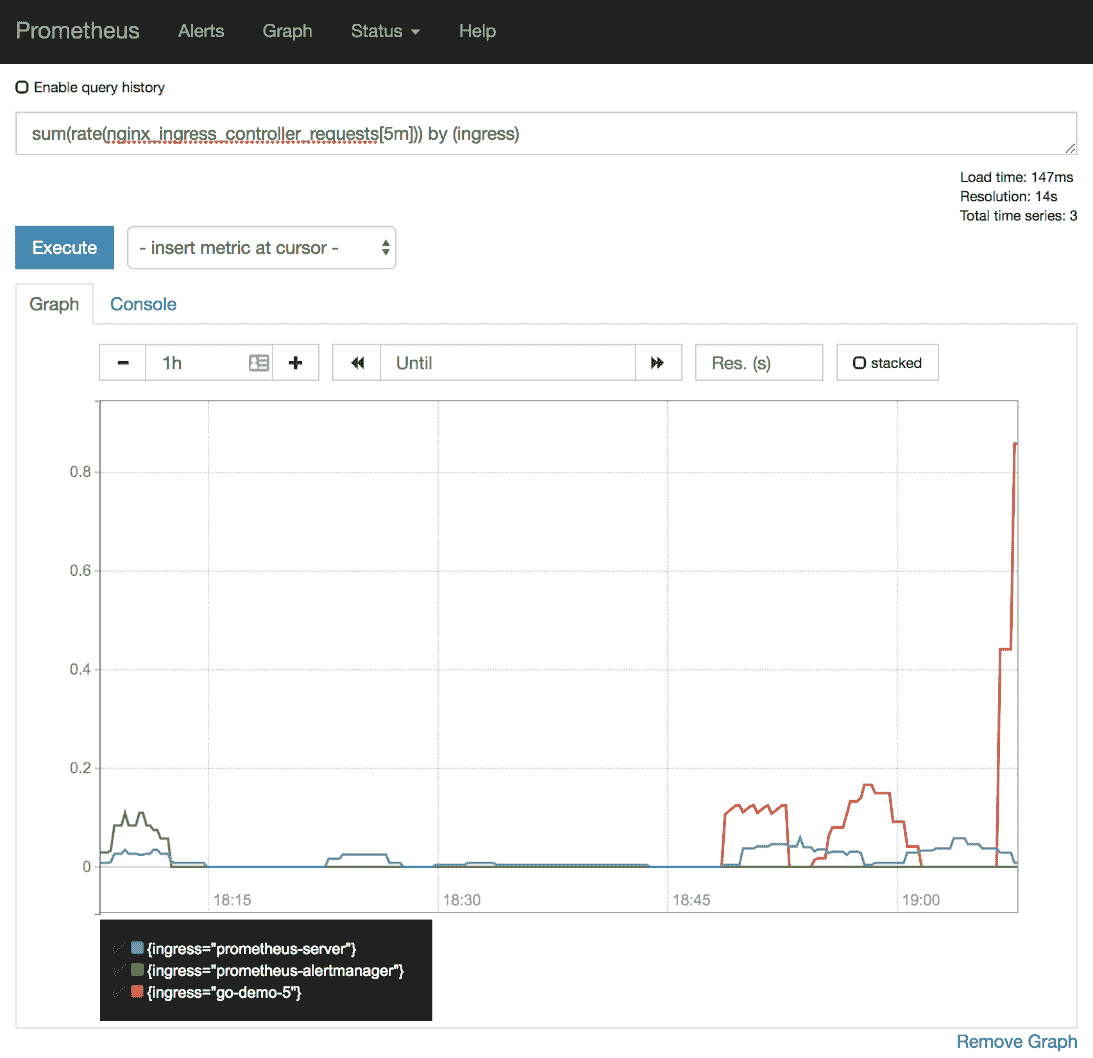 Prometheus Alerts Graph Status Help
Enable query history
sum(rate(nginx_ingress_controller_requests[5m])) by (ingress)
Load time: 147ms
Resolution: 14s
Total time series: 3
Execute - insert metric at cursor -
Graph Console
1h Until Res. (s) stacked
0.8
0.6
0.4
0.2
0
18:15 18:30 18:45 19:00
{ingress="prometheus-server"}
{ingress="prometheus-alertmanager"}
{ingress="go-demo-5"}
Remove Graph